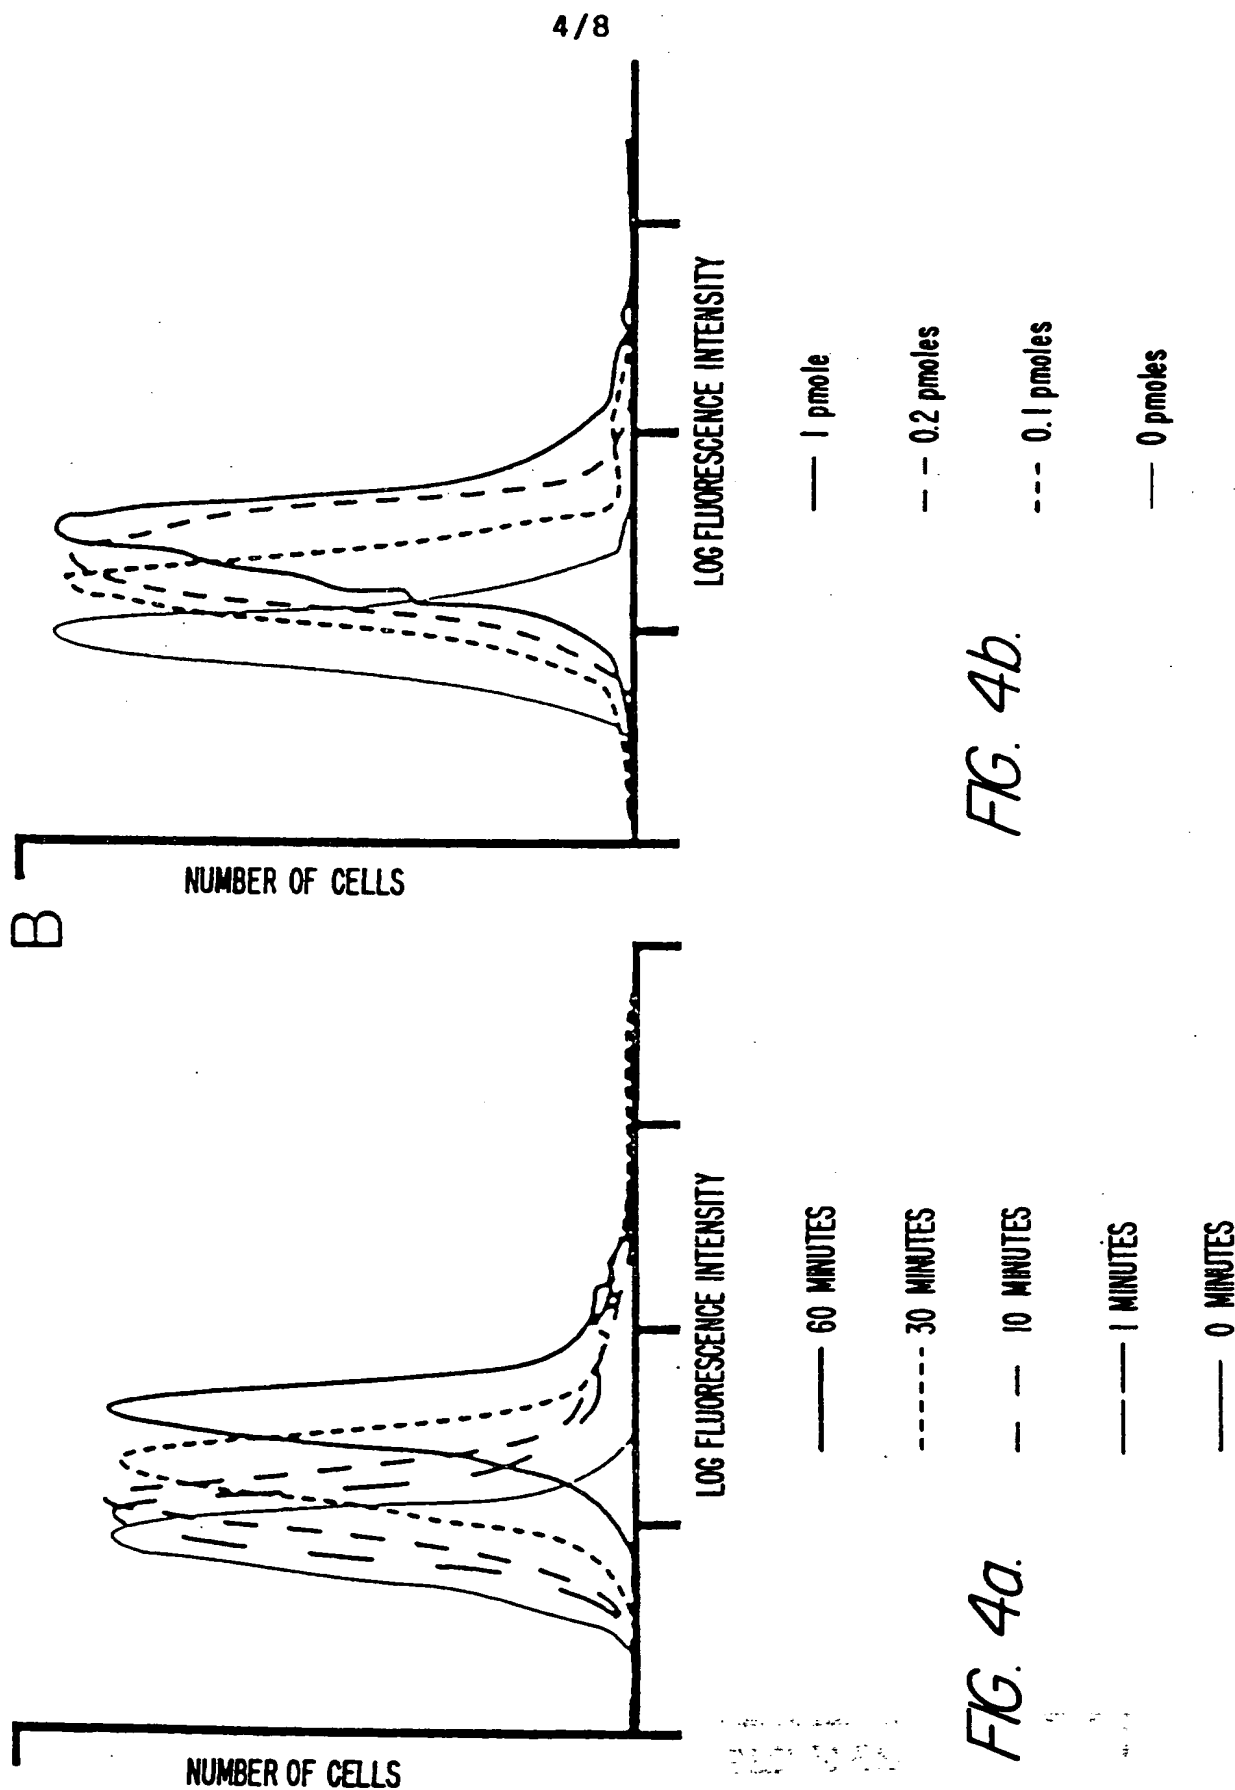 4/8
B
NUMBER OF CELLS
LOG FLUORESCENCE INTENSITY
60 MINUTES
30 MINUTES
10 MINUTES
1 MINUTES
0 MINUTES
FIG. 4a.
NUMBER OF CELLS
LOG FLUORESCENCE INTENSITY
1 pmole
0.2 pmoles
0.1 pmoles
0 pmoles
FIG. 4b.